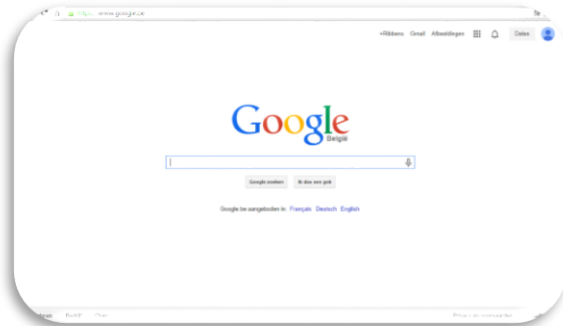 www.google.be
+Ribbens Gmail Afbeeldingen Delen
Google
België
Google zoeken Ik doe een gok
Google.be aangeboden in: Français Deutsch English